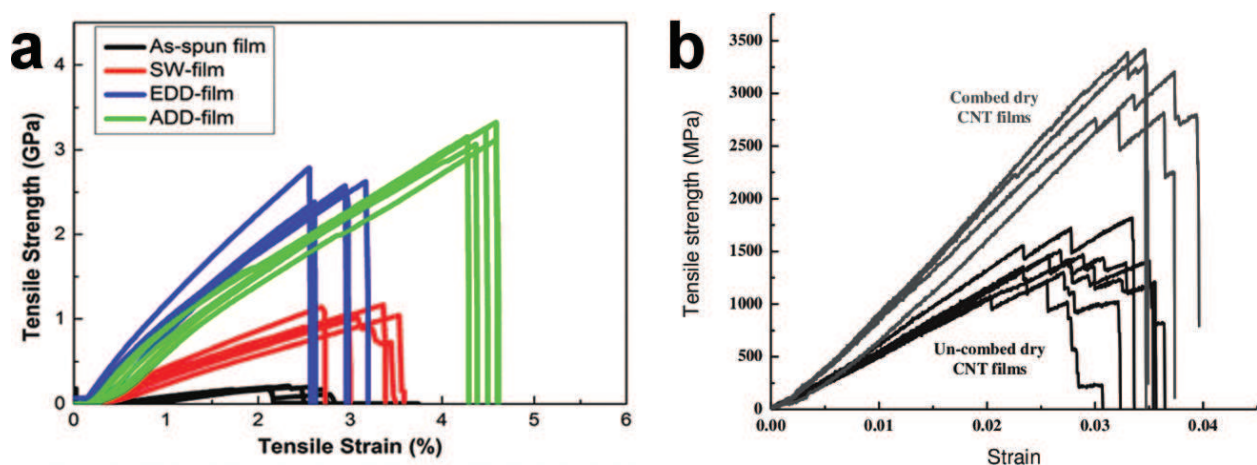 a
As-spun film
SW-film
EDD-film
ADD-film
Tensile Strength (GPa)
4
3
2
1
0
0
1
2
3
4
5
6
Tensile Strain (%)
b
Tensile strength (MPa)
3500
3000
2500
2000
1500
1000
500
0
Combed dry
CNT films
Un-combed dry
CNT films
0.00
0.01
0.02
0.03
0.04
Strain